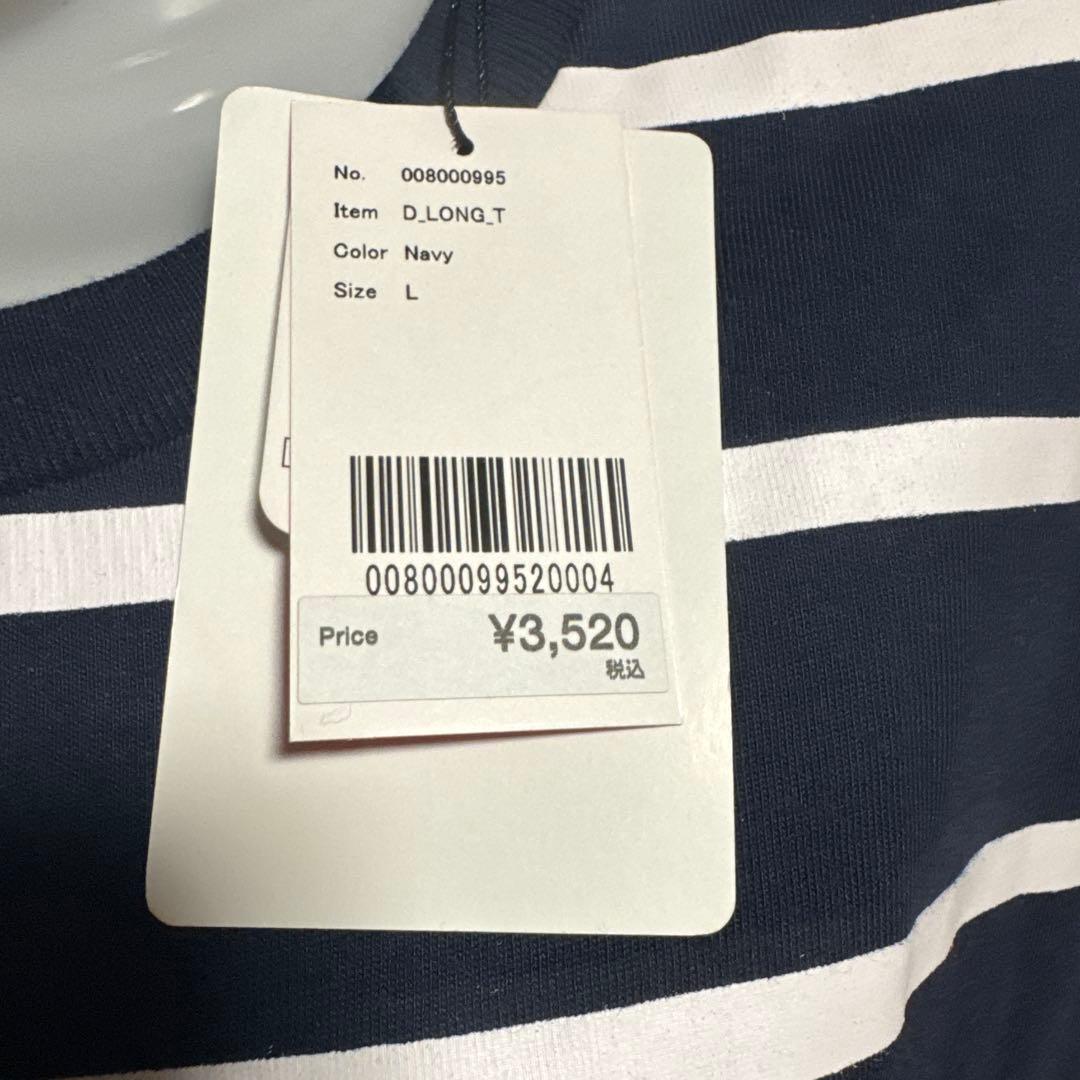 No. 008000995
Item D_LONG_T
Color Navy
Size L
00800099520004
Price ¥3,520
税込